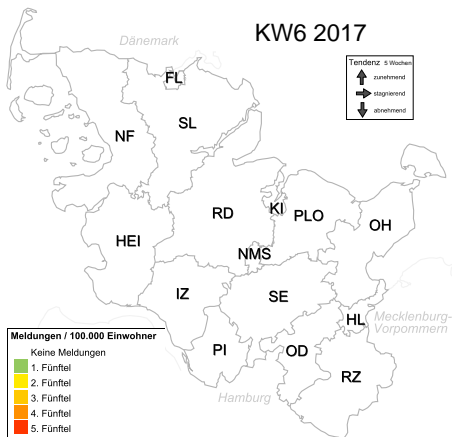 KW6 2017
Dänemark
Tendenz 5 Wochen
zunehmend
stagnierend
abnehmend
FL
SL
NF
RD
KI
PLO
OH
HEI
NMS
IZ
SE
HL
Mecklenburg-
Vorpommern
PI
OD
RZ
Hamburg
Meldungen / 100.000 Einwohner
Keine Meldungen
1. Fünftel
2. Fünftel
3. Fünftel
4. Fünftel
5. Fünftel